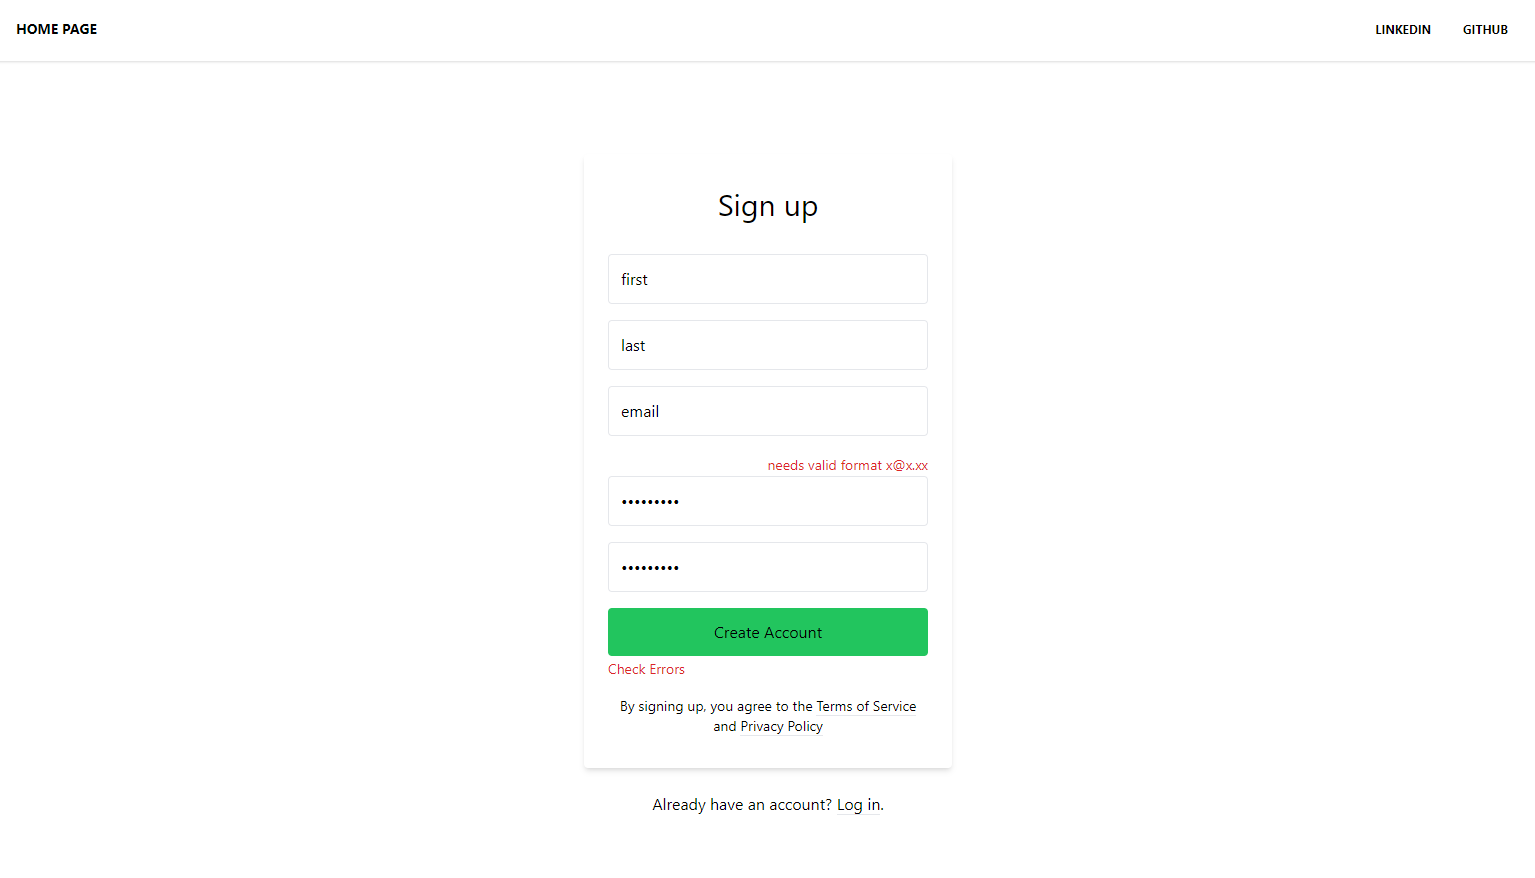 HOME PAGE
LINKEDIN GITHUB
Sign up
first
last
email
needs valid format x@x.xx
•••••••••
•••••••••
Create Account
Check Errors
By signing up, you agree to the Terms of Service
and Privacy Policy
Already have an account? Log in.